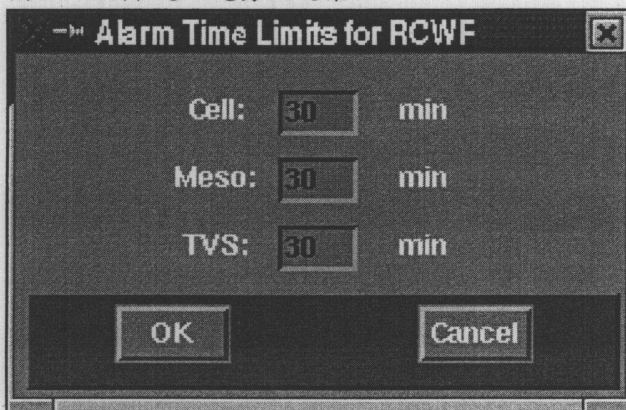 Alarm Time Limits for RCWF
Cell: 30 min
Meso: 30 min
TVS: 30 min
OK Cancel